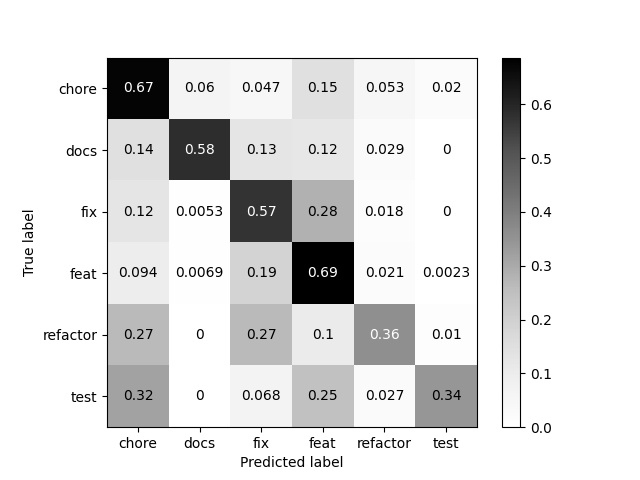 chore 0.67 0.06 0.047 0.15 0.053 0.02
docs 0.14 0.58 0.13 0.12 0.029 0
fix 0.12 0.0053 0.57 0.28 0.018 0
feat 0.094 0.0069 0.19 0.69 0.021 0.0023
refactor 0.27 0 0.27 0.1 0.36 0.01
test 0.32 0 0.068 0.25 0.027 0.34
chore docs fix feat refactor test
Predicted label
True label
0.6
0.5
0.4
0.3
0.2
0.1
0.0